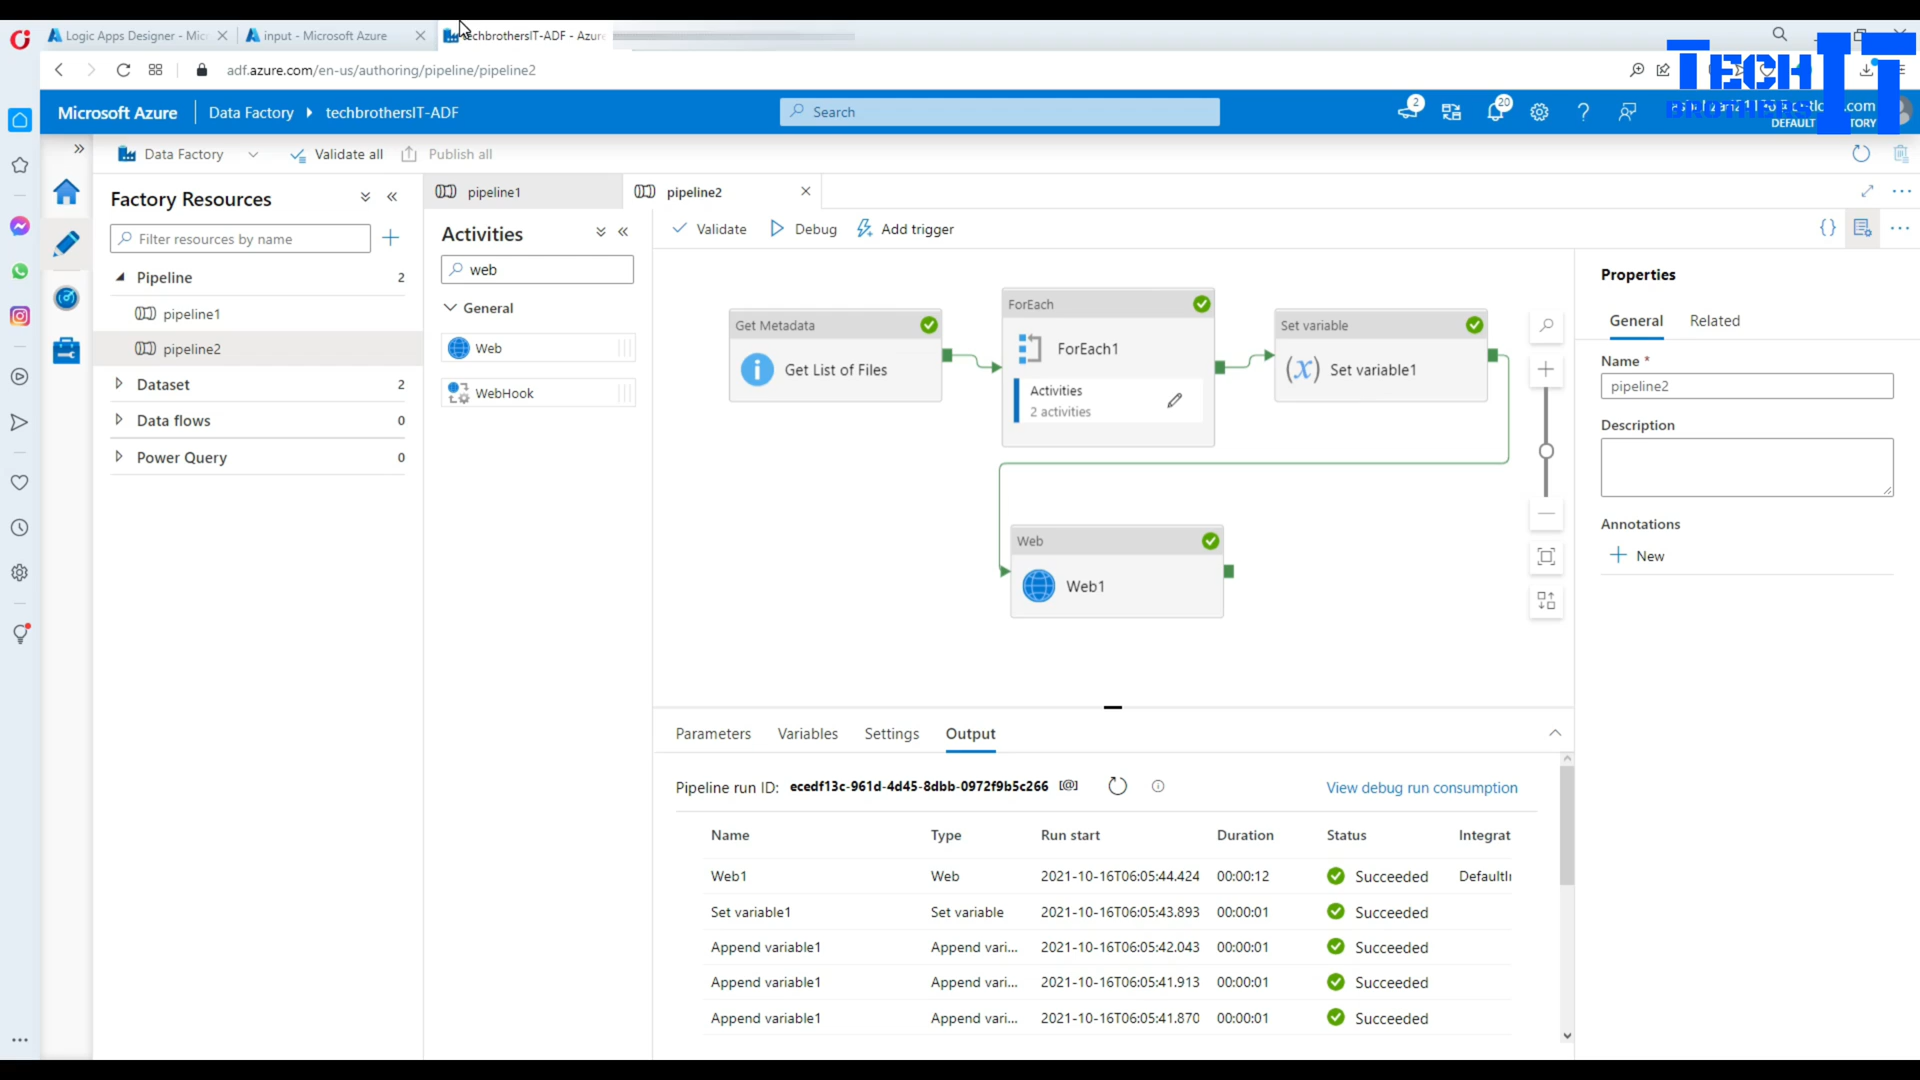 Logic Apps Designer - Mic
input - Microsoft Azure
techbrothersIT-ADF - Azure
adf.azure.com/en-us/authoring/pipeline/pipeline2
TECH IT
BROTHERS
Microsoft Azure
Data Factory
techbrothersIT-ADF
Search
2
20
DEFAULT
Data Factory
Validate all
Publish all
Factory Resources
Filter resources by name
Pipeline 2
pipeline1
pipeline2
Dataset 2
Data flows 0
Power Query 0
pipeline1
pipeline2
Activities
web
General
Web
WebHook
Validate
Debug
Add trigger
Get Metadata
Get List of Files
ForEach
ForEach1
Activities
2 activities
Set variable
(x) Set variable1
Web
Web1
Properties
General
Related
Name *
pipeline2
Description
Annotations
New
Parameters
Variables
Settings
Output
Pipeline run ID: ecedf13c-961d-4d45-8dbb-0972f9b5c266
View debug run consumption
Name Type Run start Duration Status Integrat
Web1 Web 2021-10-16T06:05:44.424 00:00:12 Succeeded DefaultIr
Set variable1 Set variable 2021-10-16T06:05:43.893 00:00:01 Succeeded
Append variable1 Append vari... 2021-10-16T06:05:42.043 00:00:01 Succeeded
Append variable1 Append vari... 2021-10-16T06:05:41.913 00:00:01 Succeeded
Append variable1 Append vari... 2021-10-16T06:05:41.870 00:00:01 Succeeded